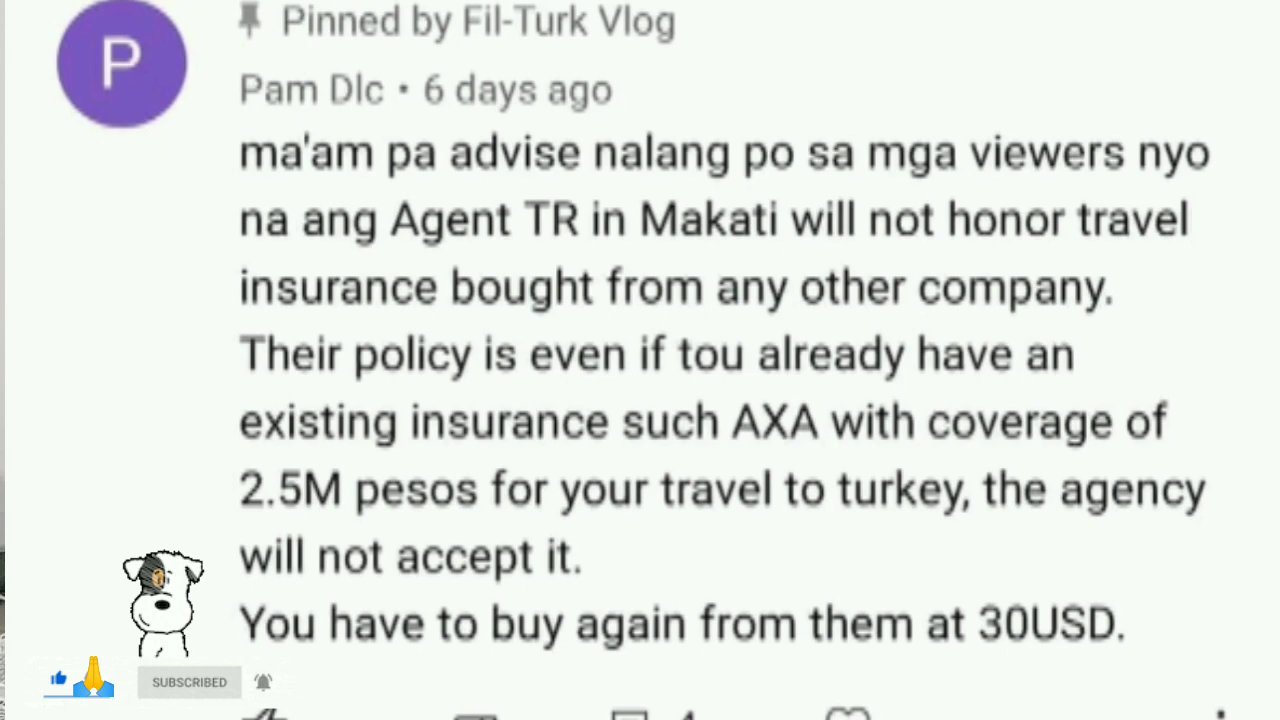 Pinned by Fil-Turk Vlog
P
Pam Dlc • 6 days ago
ma'am pa advise nalang po sa mga viewers nyo
na ang Agent TR in Makati will not honor travel
insurance bought from any other company.
Their policy is even if tou already have an
existing insurance such AXA with coverage of
2.5M pesos for your travel to turkey, the agency
will not accept it.
You have to buy again from them at 30USD.
SUBSCRIBED